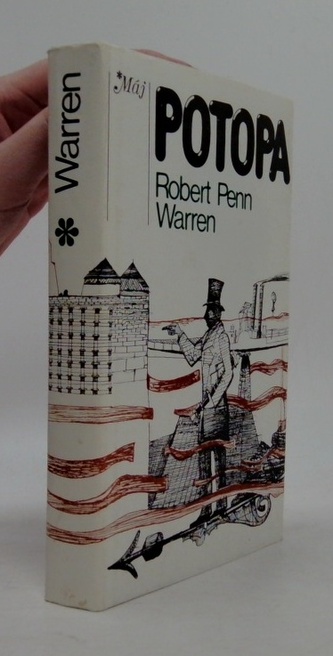 Warren
*Máj
POTOPA
Robert Penn
Warren